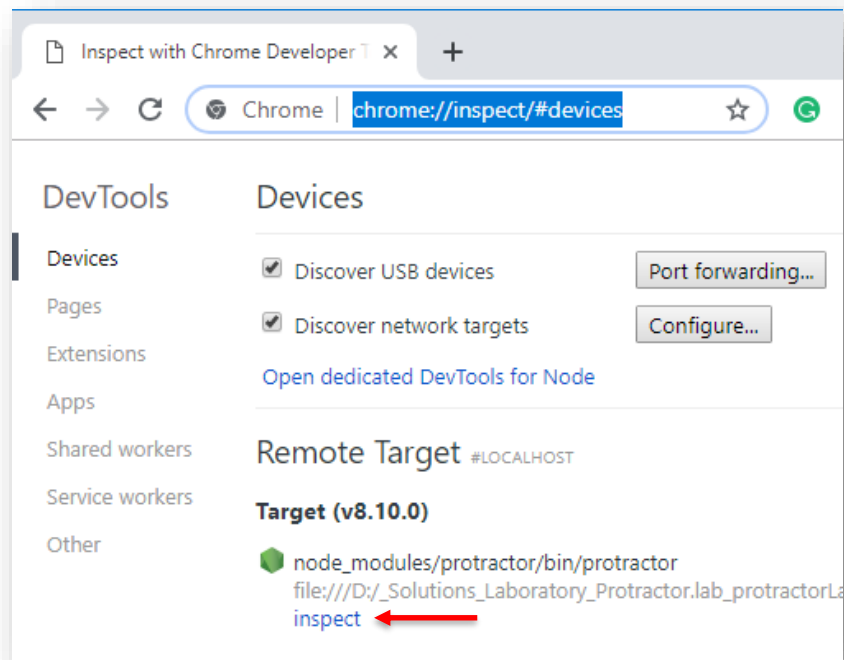 Inspect with Chrome Developer T
Chrome | chrome://inspect/#devices
DevTools
Devices
Pages
Extensions
Apps
Shared workers
Service workers
Other
Devices
Discover USB devices
Port forwarding...
Discover network targets
Configure...
Open dedicated DevTools for Node
Remote Target #LOCALHOST
Target (v8.10.0)
node_modules/protractor/bin/protractor
file:///D:/_Solutions_Laboratory_Protractor.lab_protractorLa
inspect